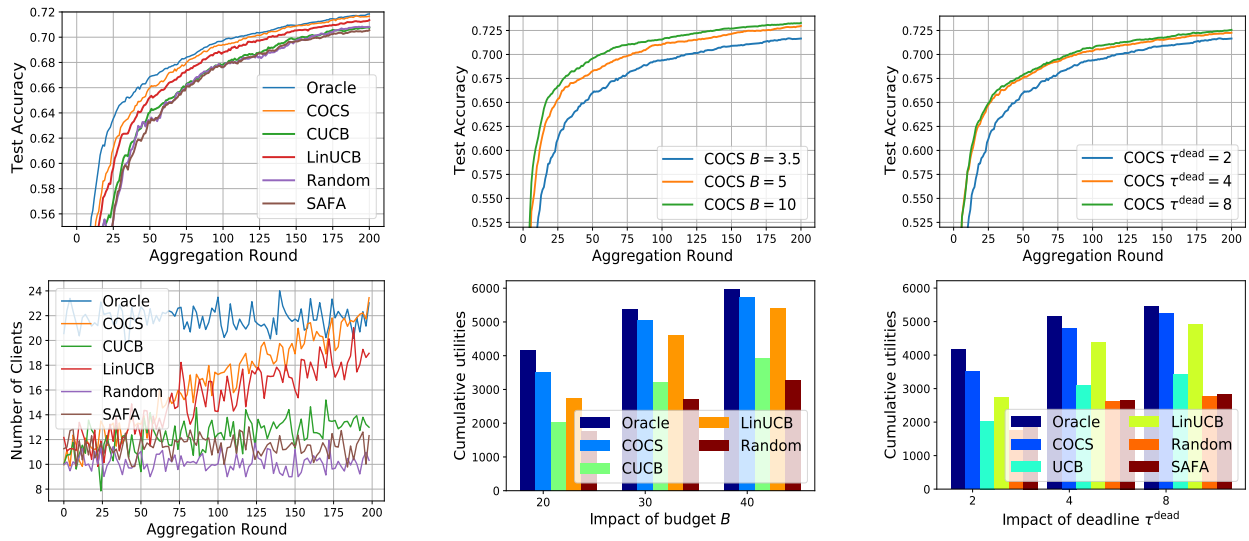 0.72
0.70
0.68
0.66
0.64
0.62
0.60
0.58
0.56
Test Accuracy
Oracle
COCS
CUCB
LinUCB
Random
SAFA
0 25 50 75 100 125 150 175 200
Aggregation Round
0.725
0.700
0.675
0.650
0.625
0.600
0.575
0.550
0.525
Test Accuracy
COCS B = 3.5
COCS B = 5
COCS B = 10
0 25 50 75 100 125 150 175 200
Aggregation Round
0.725
0.700
0.675
0.650
0.625
0.600
0.575
0.550
0.525
Test Accuracy
COCS τ^dead = 2
COCS τ^dead = 4
COCS τ^dead = 8
0 25 50 75 100 125 150 175 200
Aggregation Round
24
22
20
18
16
14
12
10
8
Number of Clients
Oracle
COCS
CUCB
LinUCB
Random
SAFA
0 25 50 75 100 125 150 175 200
Aggregation Round
6000
5000
4000
3000
2000
1000
0
Cumulative utilities
Oracle LinUCB
COCS Random
CUCB
20 30 40
Impact of budget B
6000
5000
4000
3000
2000
1000
0
Cumulative utilities
Oracle LinUCB
COCS Random
UCB SAFA
2 4 8
Impact of deadline τ^dead